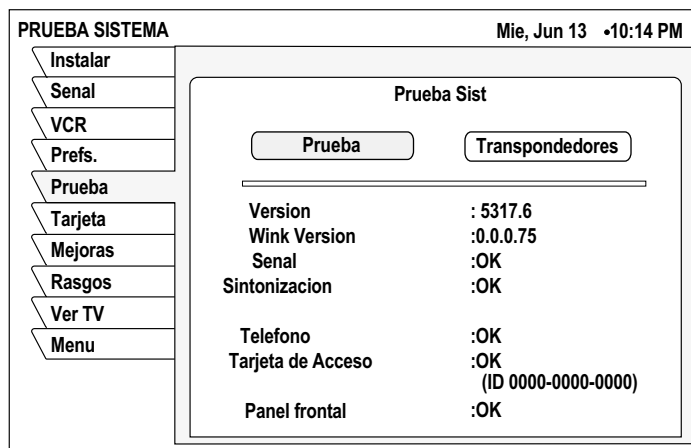 PRUEBA SISTEMA
Mie, Jun 13 •10:14 PM
Instalar
Senal
VCR
Prefs.
Prueba
Tarjeta
Mejoras
Rasgos
Ver TV
Menu
Prueba Sist
Prueba Transpondedores
Version : 5317.6
Wink Version :0.0.0.75
Senal :OK
Sintonizacion :OK
Telefono :OK
Tarjeta de Acceso :OK
(ID 0000-0000-0000)
Panel frontal :OK